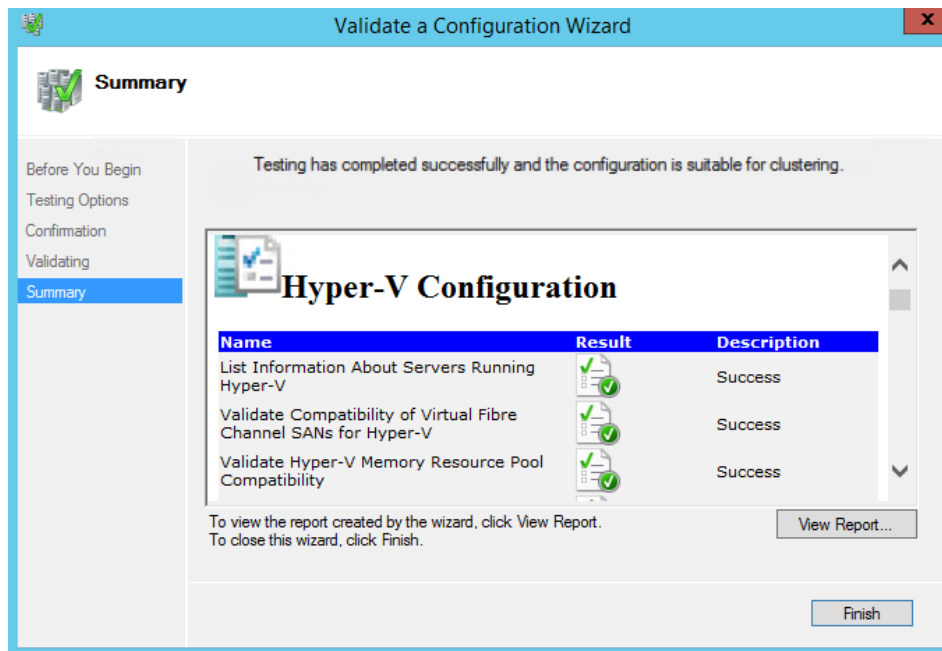 Validate a Configuration Wizard
X
Summary
Before You Begin
Testing Options
Confirmation
Validating
Summary
Testing has completed successfully and the configuration is suitable for clustering.
Hyper-V Configuration
Name Result Description
List Information About Servers Running
Hyper-V
Success
Validate Compatibility of Virtual Fibre
Channel SANs for Hyper-V
Success
Validate Hyper-V Memory Resource Pool
Compatibility
Success
To view the report created by the wizard, click View Report.
To close this wizard, click Finish.
View Report...
Finish